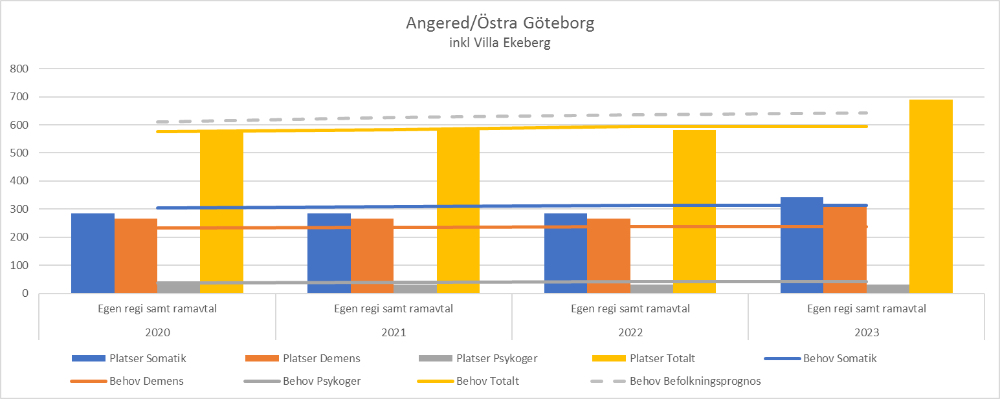 Angered/Östra Göteborg
inkl Villa Ekeberg
800
700
600
500
400
300
200
100
0
Egen regi samt ramavtal Egen regi samt ramavtal Egen regi samt ramavtal Egen regi samt ramavtal
2020 2021 2022 2023
Platser Somatik Platser Demens Platser Psykoger Platser Totalt Behov Somatik
Behov Demens Behov Psykoger Behov Totalt Behov Befolkningsprognos